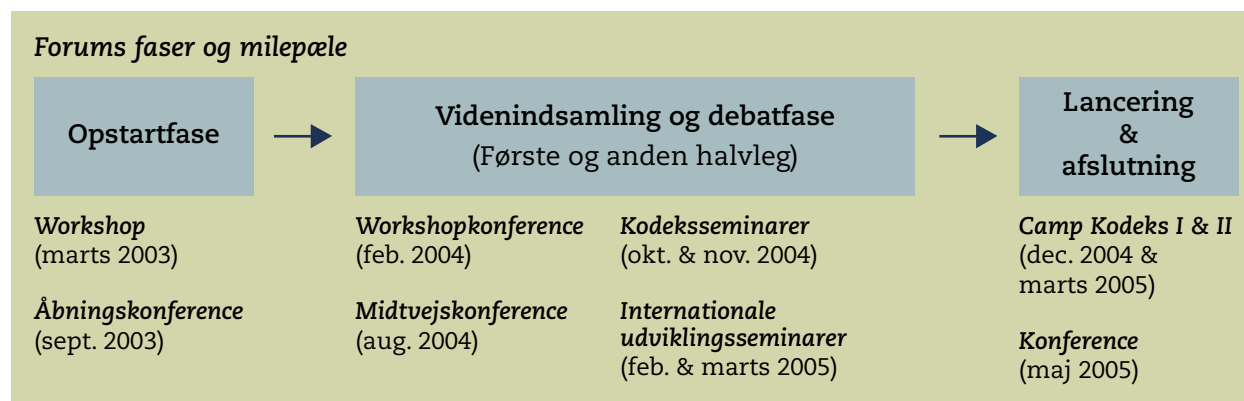 Forums faser og milepæle
Opstartfase
Videnindsamling og debatfase
(Første og anden halvleg)
Lancering
&
afslutning
Workshop
(marts 2003)
Åbningskonference
(sept. 2003)
Workshopkonference
(feb. 2004)
Midtvejskonference
(aug. 2004)
Kodeksseminarer
(okt. & nov. 2004)
Internationale
udviklingsseminarer
(feb. & marts 2005)
Camp Kodeks I & II
(dec. 2004 &
marts 2005)
Konference
(maj 2005)